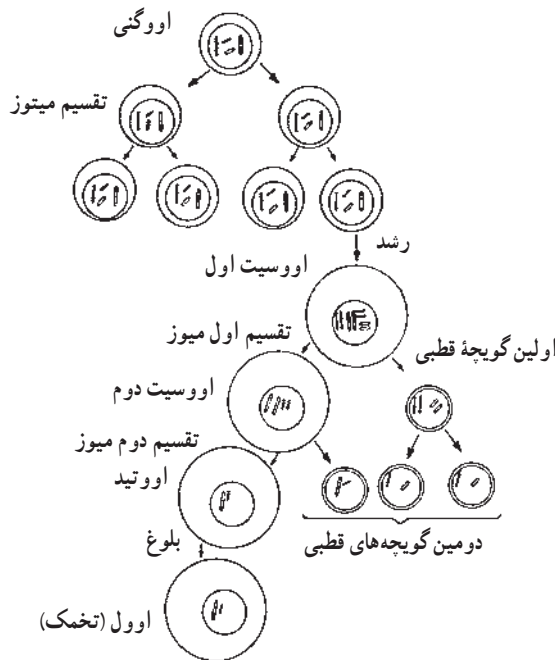 اووگنی
تقسیم میتوز
رشد
اووسیت اول
تقسیم اول میوز
اولین گویچهٔ قطبی
اووسیت دوم
تقسیم دوم میوز
اووتید
دومین گویچه‌های قطبی
بلوغ
اوول (تخمک)